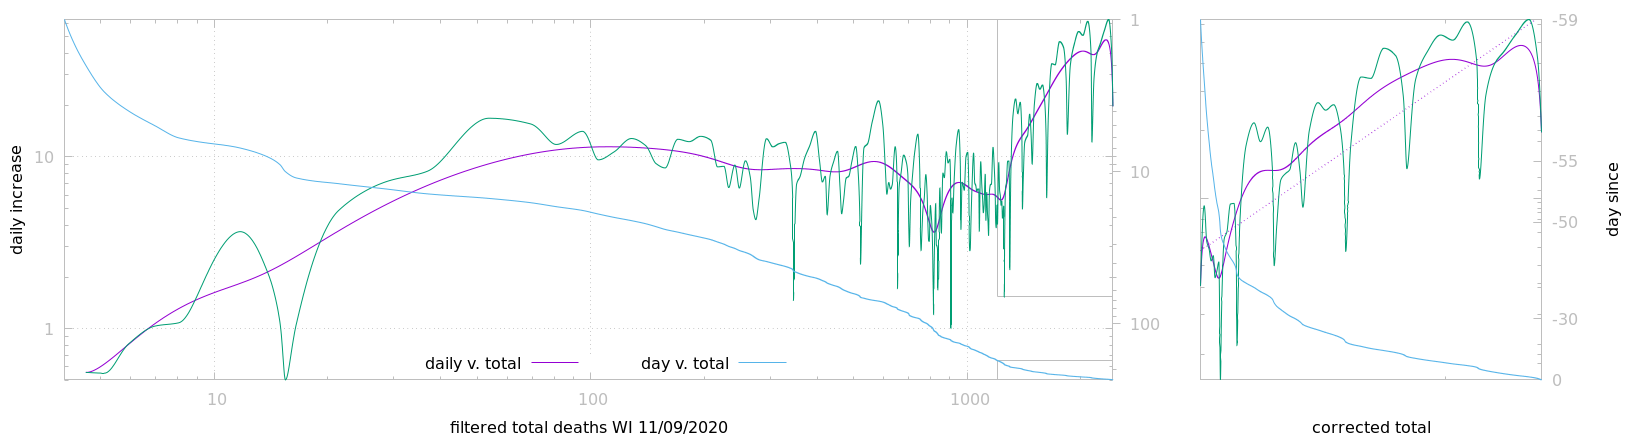 daily increase
10
1
daily v. total
day v. total
10
100
1000
filtered total deaths WI 11/09/2020
1
10
100
day since
-59
-55
-50
-30
0
corrected total